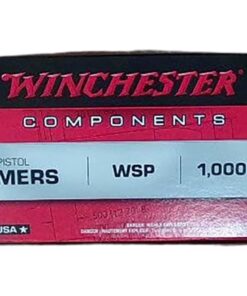 WINCHESTER
COMPONENTS
PISTOL
MERS WSP 1,000
USA